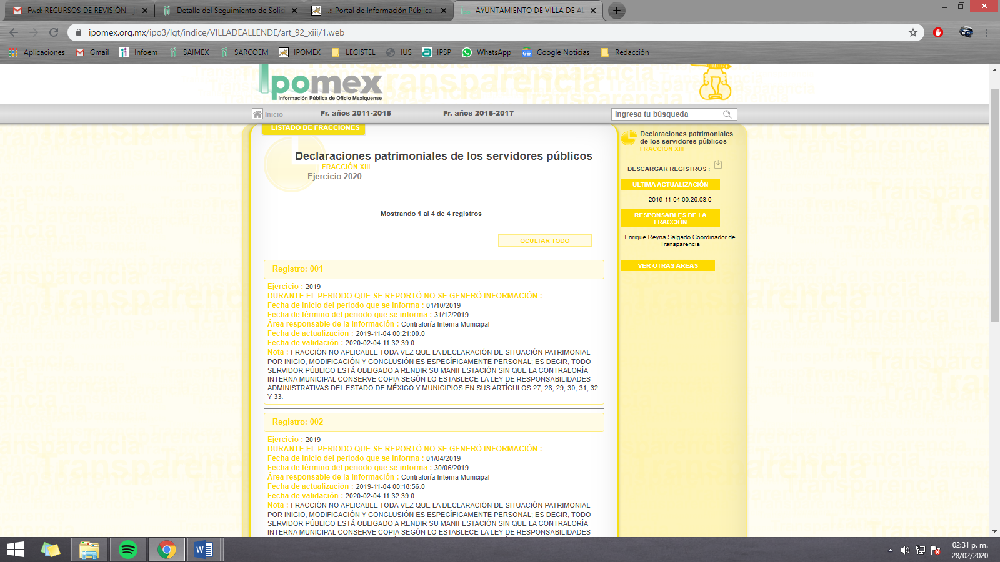 Fwd: RECURSOS DE REVISIÓN - j
Detalle del Seguimiento de Solic
..:: Portal de Información Pública
AYUNTAMIENTO DE VILLA DE AL
ipomex.org.mx/ipo3/lgt/indice/VILLADEALLENDE/art_92_xiii/1.web
Aplicaciones Gmail Infoem SAIMEX SARCOEM IPOMEX LEGISTEL IUS IPSP WhatsApp Google Noticias Redacción
Ipomex
Información Pública de Oficio Mexiquense
Transparencia
Inicio Fr. años 2011-2015 Fr. años 2015-2017 Ingresa tu búsqueda
LISTADO DE FRACCIONES
Declaraciones patrimoniales de los servidores públicos
FRACCIÓN XIII
Ejercicio 2020
Mostrando 1 al 4 de 4 registros
OCULTAR TODO
Registro: 001
Ejercicio : 2019
DURANTE EL PERIODO QUE SE REPORTÓ NO SE GENERÓ INFORMACIÓN :
Fecha de inicio del periodo que se informa : 01/10/2019
Fecha de término del periodo que se informa : 31/12/2019
Área responsable de la información : Contraloría Interna Municipal
Fecha de actualización : 2019-11-04 00:21:00.0
Fecha de validación : 2020-02-04 11:32:39.0
Nota : FRACCIÓN NO APLICABLE TODA VEZ QUE LA DECLARACIÓN DE SITUACIÓN PATRIMONIAL
POR INICIO, MODIFICACIÓN Y CONCLUSIÓN ES ESPECÍFICAMENTE PERSONAL; ES DECIR, TODO
SERVIDOR PÚBLICO ESTÁ OBLIGADO A RENDIR SU MANIFESTACIÓN SIN QUE LA CONTRALORÍA
INTERNA MUNICIPAL CONSERVE COPIA SEGÚN LO ESTABLECE LA LEY DE RESPONSABILIDADES
ADMINISTRATIVAS DEL ESTADO DE MÉXICO Y MUNICIPIOS EN SUS ARTÍCULOS 27, 28, 29, 30, 31, 32
Y 33.
Registro: 002
Ejercicio : 2019
DURANTE EL PERIODO QUE SE REPORTÓ NO SE GENERÓ INFORMACIÓN :
Fecha de inicio del periodo que se informa : 01/04/2019
Fecha de término del periodo que se informa : 30/06/2019
Área responsable de la información : Contraloría Interna Municipal
Fecha de actualización : 2019-11-04 00:18:56.0
Fecha de validación : 2020-02-04 11:32:39.0
Nota : FRACCIÓN NO APLICABLE TODA VEZ QUE LA DECLARACIÓN DE SITUACIÓN PATRIMONIAL
POR INICIO, MODIFICACIÓN Y CONCLUSIÓN ES ESPECÍFICAMENTE PERSONAL; ES DECIR, TODO
SERVIDOR PÚBLICO ESTÁ OBLIGADO A RENDIR SU MANIFESTACIÓN SIN QUE LA CONTRALORÍA
INTERNA MUNICIPAL CONSERVE COPIA SEGÚN LO ESTABLECE LA LEY DE RESPONSABILIDADES
Declaraciones patrimoniales
de los servidores públicos
FRACCIÓN XIII
DESCARGAR REGISTROS :
ULTIMA ACTUALIZACIÓN
2019-11-04 00:26:03.0
RESPONSABLES DE LA
FRACCIÓN
Enrique Reyna Salgado Coordinador de
Transparencia
VER OTRAS AREAS
02:31 p. m.
28/02/2020